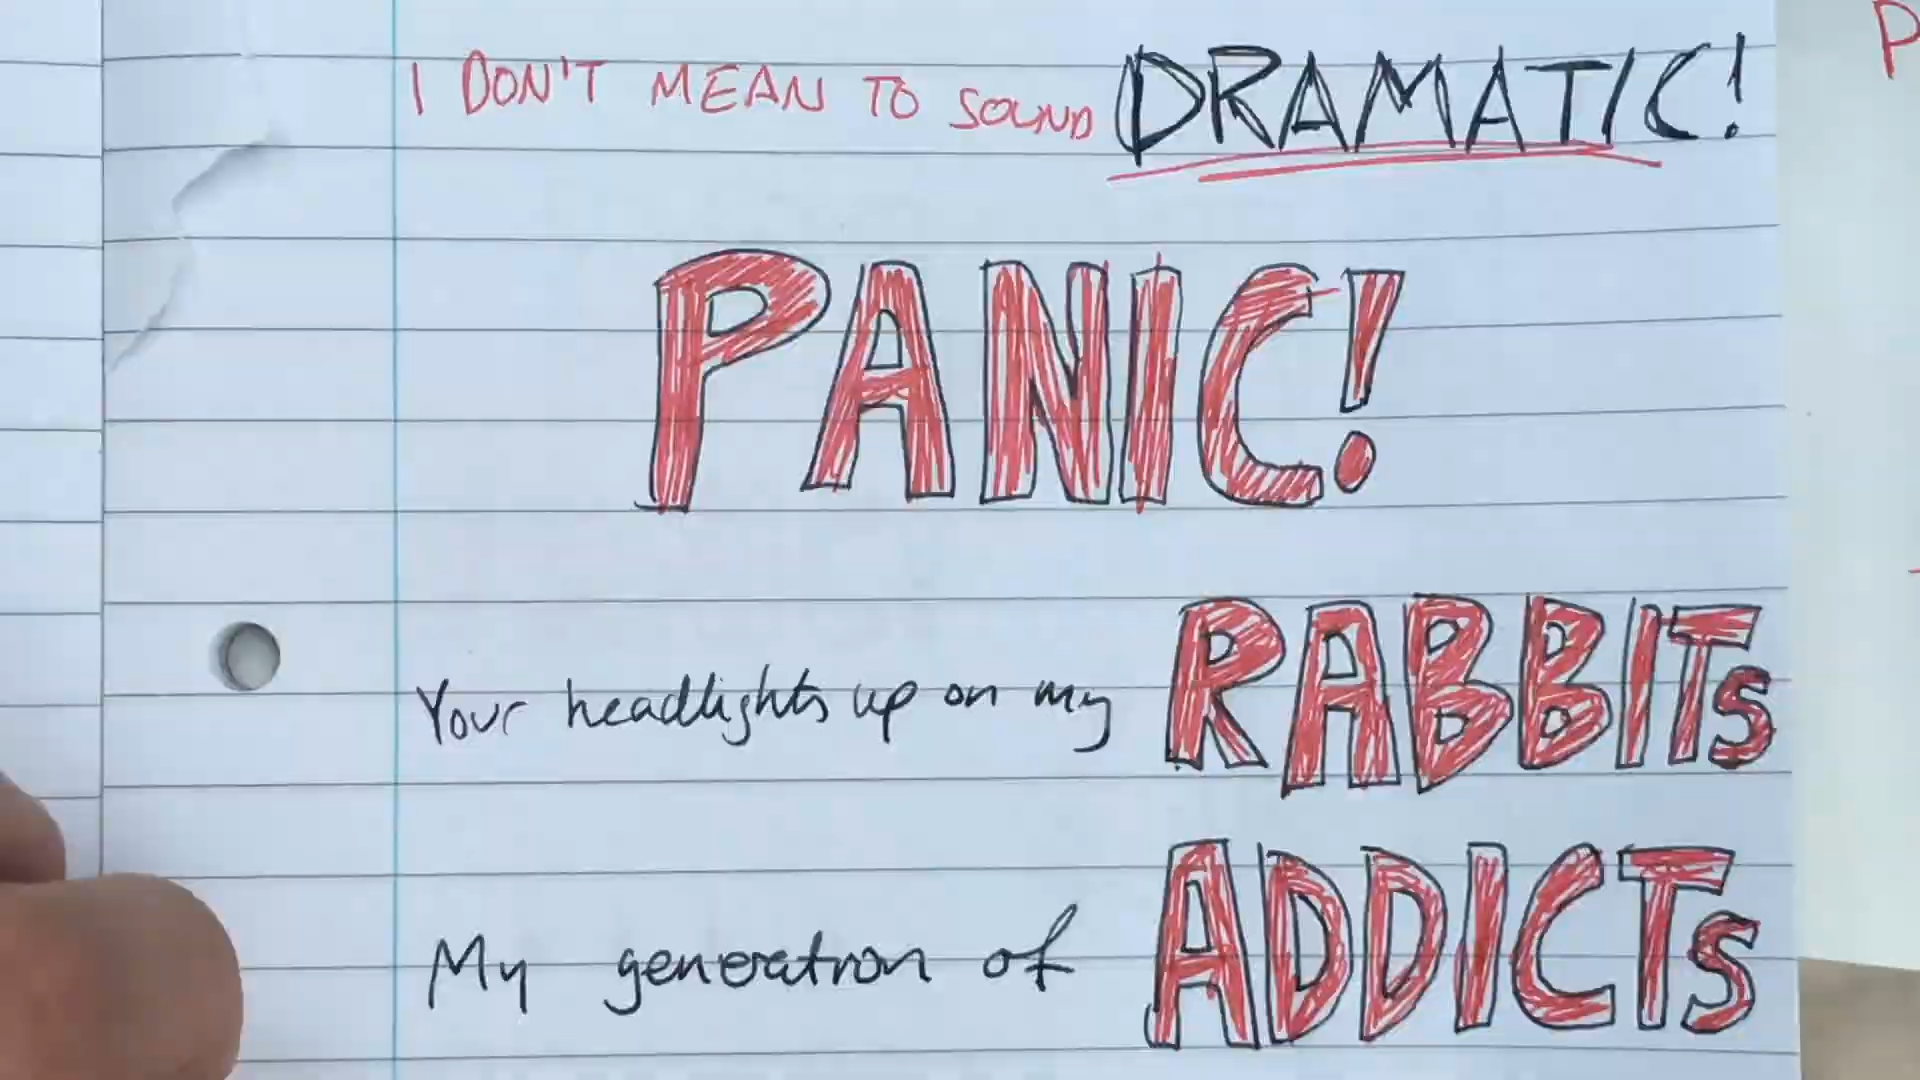 I DON'T MEAN TO SOUND DRAMATIC!
PANIC!
Your headlights up on my RABBITs
My generation of ADDICTs
P